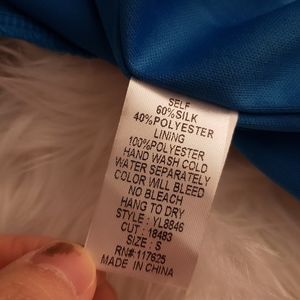 SELF
60%SILK
40%POLYESTER
LINING
100%POLYESTER
HAND WASH COLD
WATER SEPARATELY
COLOR WILL BLEED
NO BLEACH
HANG TO DRY
STYLE : YL8846
CUT : 18483
SIZE : S
RN#:117625
MADE IN CHINA